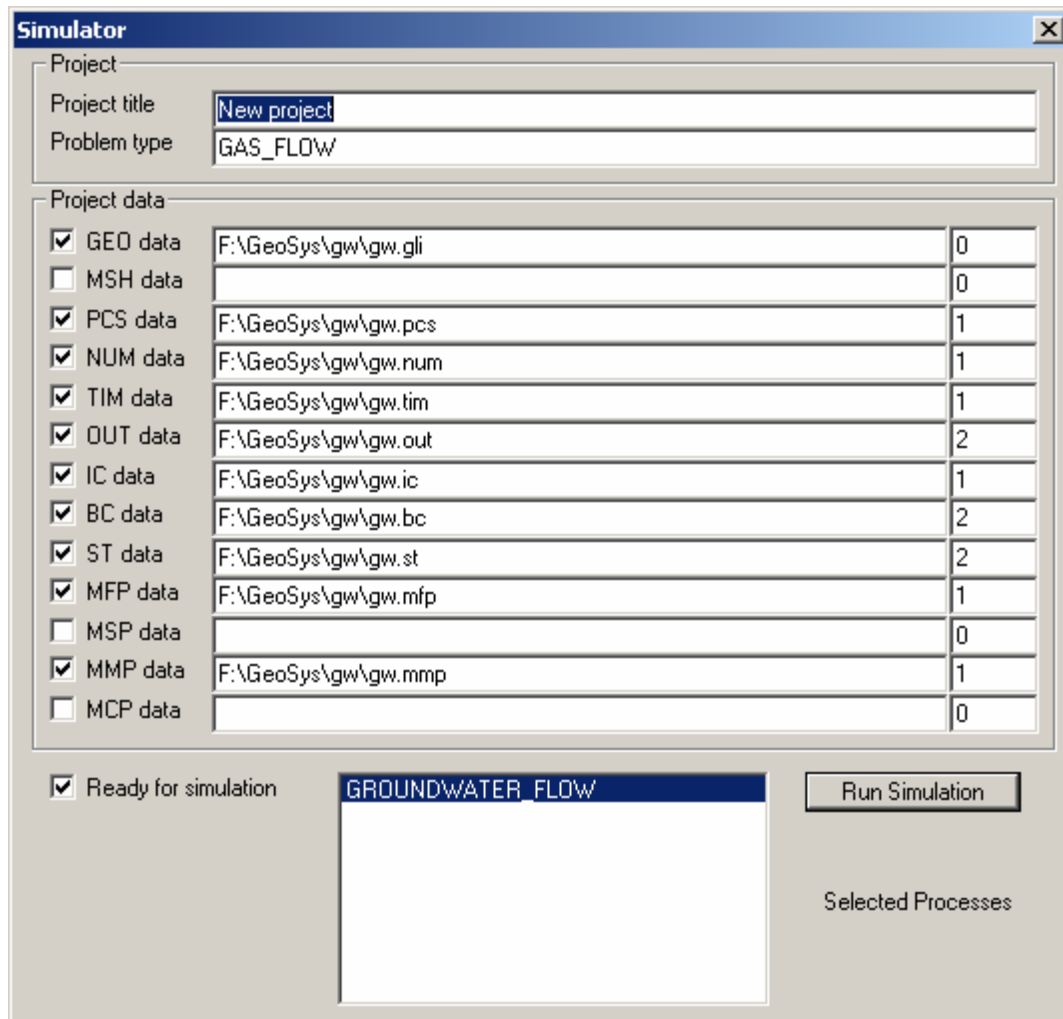 Simulator
Project
Project title New project
Problem type GAS_FLOW
Project data
GEO data F:\GeoSys\gw\gw.gli 0
MSH data 0
PCS data F:\GeoSys\gw\gw.pcs 1
NUM data F:\GeoSys\gw\gw.num 1
TIM data F:\GeoSys\gw\gw.tim 1
OUT data F:\GeoSys\gw\gw.out 2
IC data F:\GeoSys\gw\gw.ic 1
BC data F:\GeoSys\gw\gw.bc 2
ST data F:\GeoSys\gw\gw.st 2
MFP data F:\GeoSys\gw\gw.mfp 1
MSP data 0
MMP data F:\GeoSys\gw\gw.mmp 1
MCP data 0
Ready for simulation GROUNDWATER_FLOW Run Simulation
Selected Processes